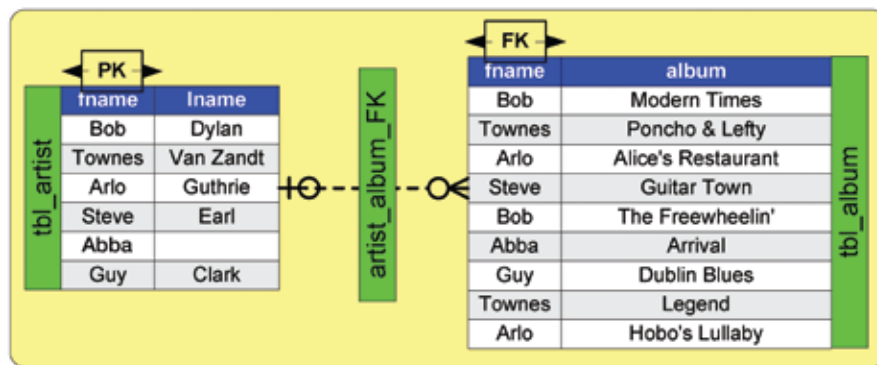 PK
tbl_artist
fname lname
Bob Dylan
Townes Van Zandt
Arlo Guthrie
Steve Earl
Abba
Guy Clark
artist_album_FK
FK
fname album
Bob Modern Times
Townes Poncho & Lefty
Arlo Alice's Restaurant
Steve Guitar Town
Bob The Freewheelin'
Abba Arrival
Guy Dublin Blues
Townes Legend
Arlo Hobo's Lullaby
tbl_album